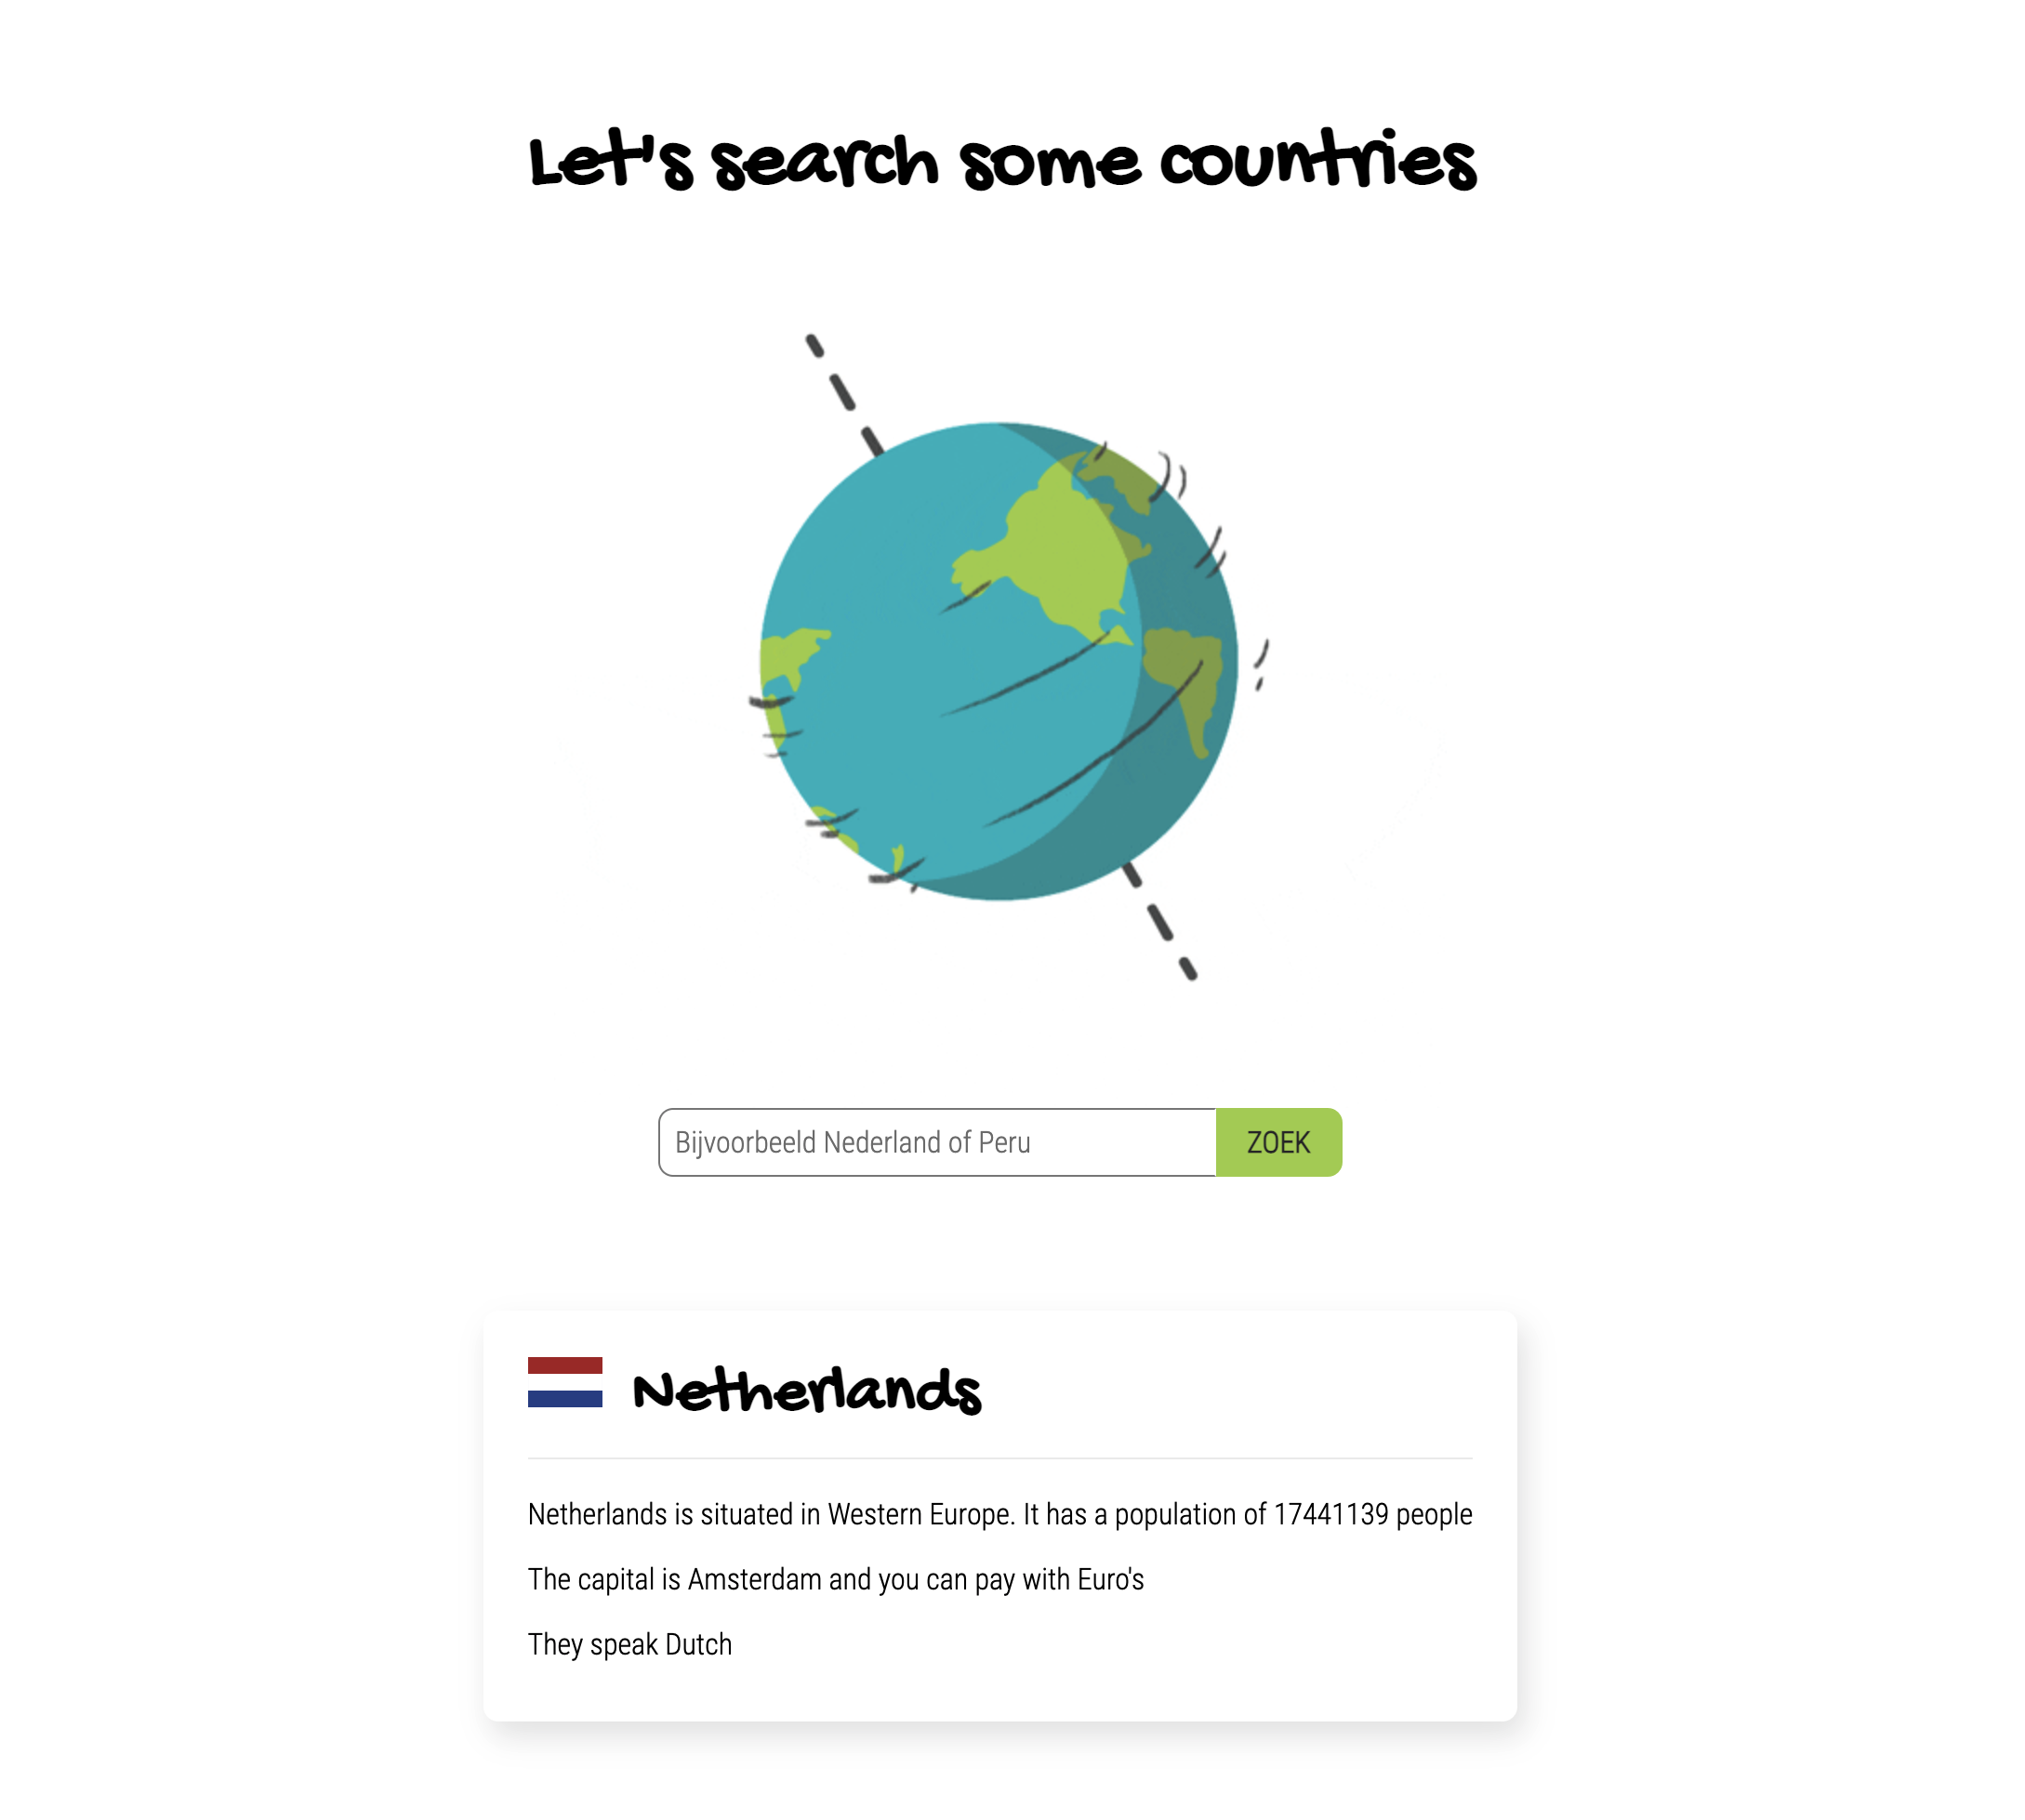 Let's search some countries
Bijvoorbeeld Nederland of Peru
ZOEK
Netherlands
Netherlands is situated in Western Europe. It has a population of 17441139 people
The capital is Amsterdam and you can pay with Euro's
They speak Dutch